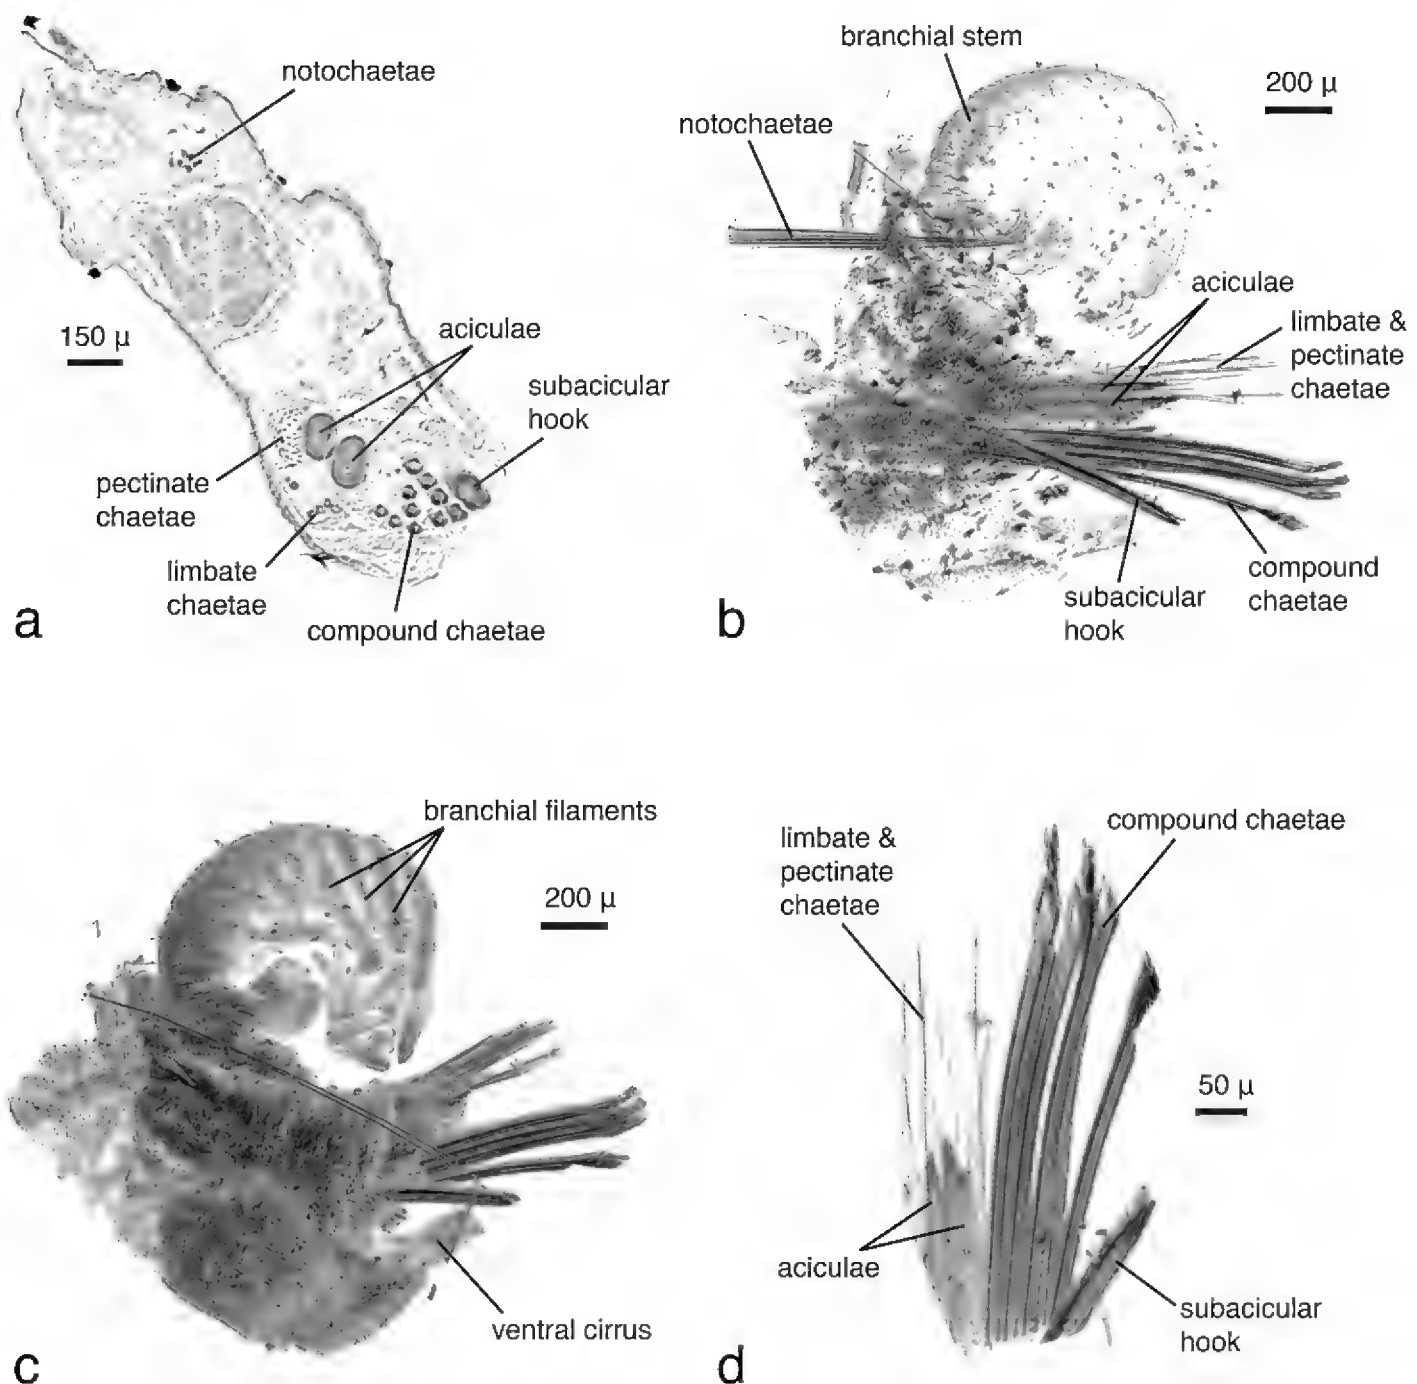 notochaetae
150 µ
aciculae
subacicular
hook
pectinate
chaetae
limbate
chaetae
compound chaetae
a
branchial stem
200 µ
notochaetae
aciculae
limbate &
pectinate
chaetae
compound
chaetae
subacicular
hook
b
branchial filaments
200 µ
ventral cirrus
c
limbate &
pectinate
chaetae
compound chaetae
50 µ
aciculae
subacicular
hook
d